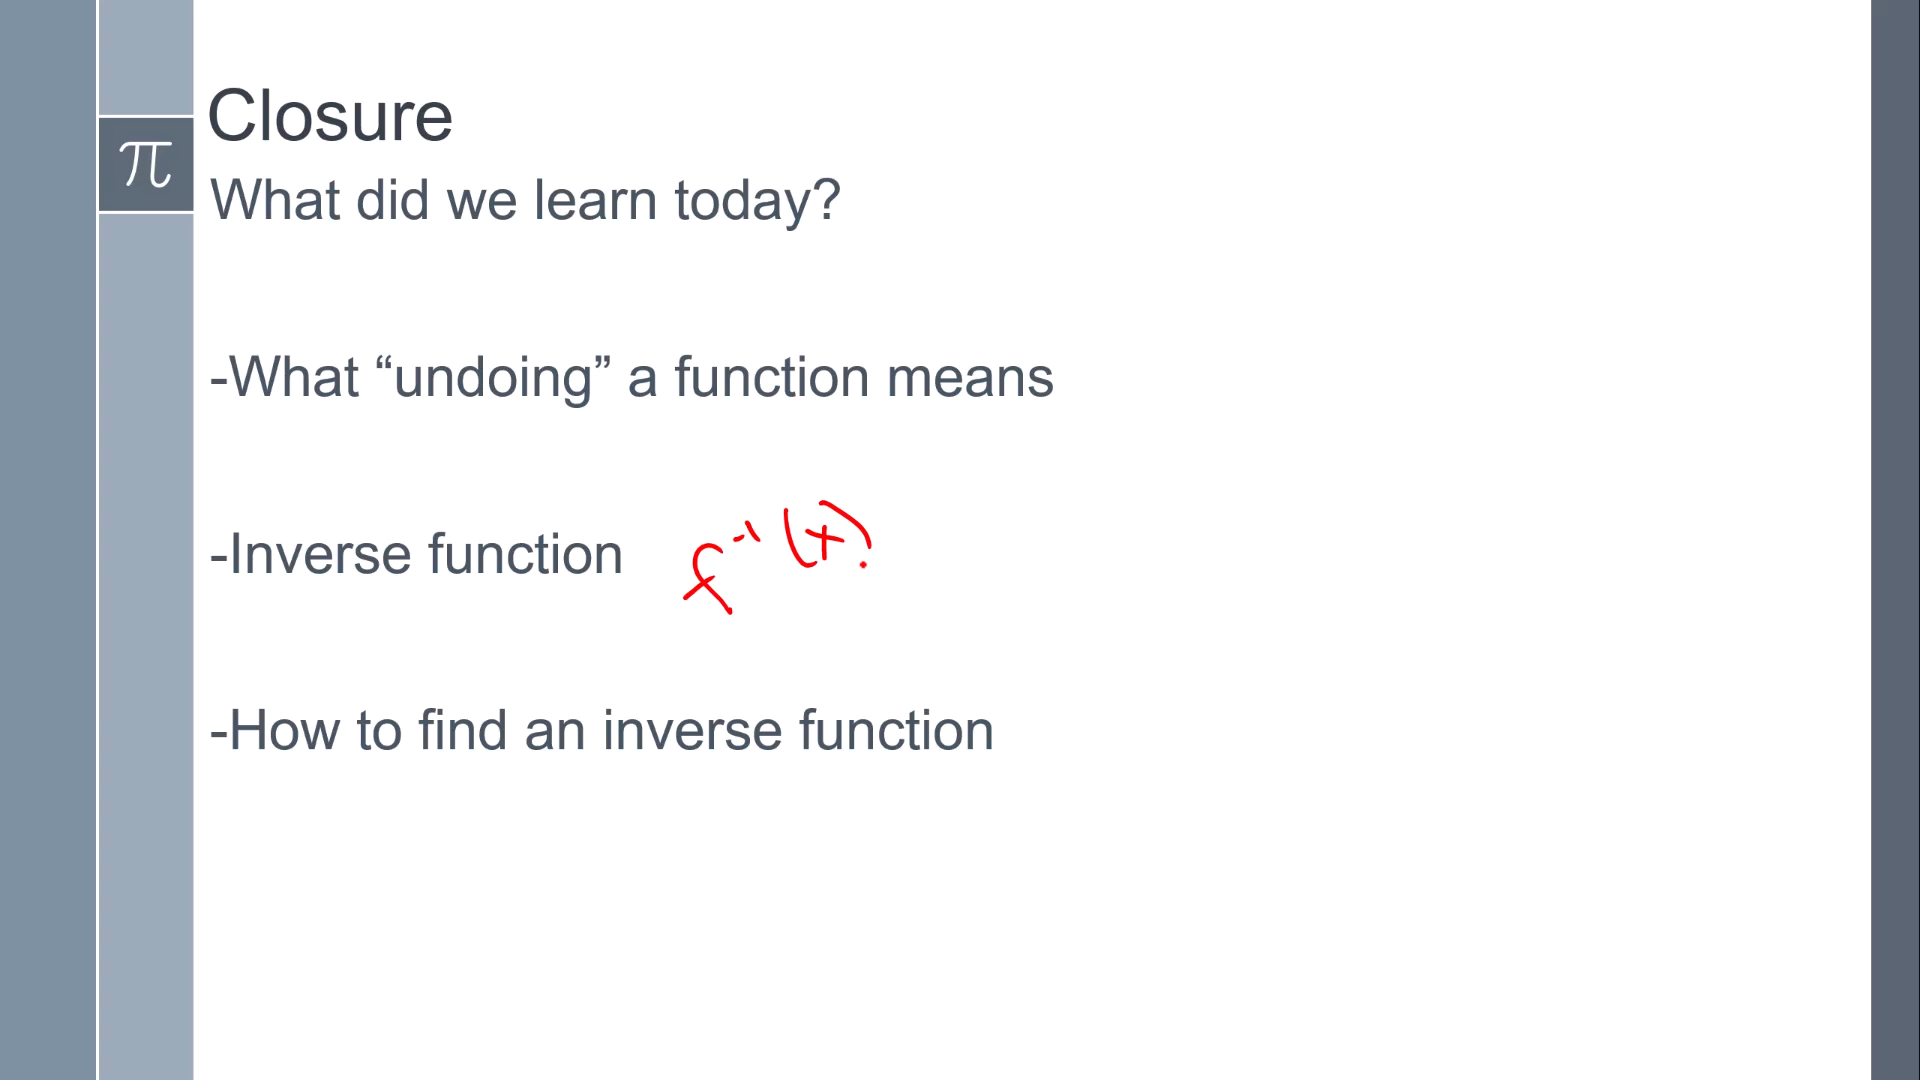 Closure
π
What did we learn today?
-What “undoing” a function means
-Inverse function f⁻¹(x)
-How to find an inverse function